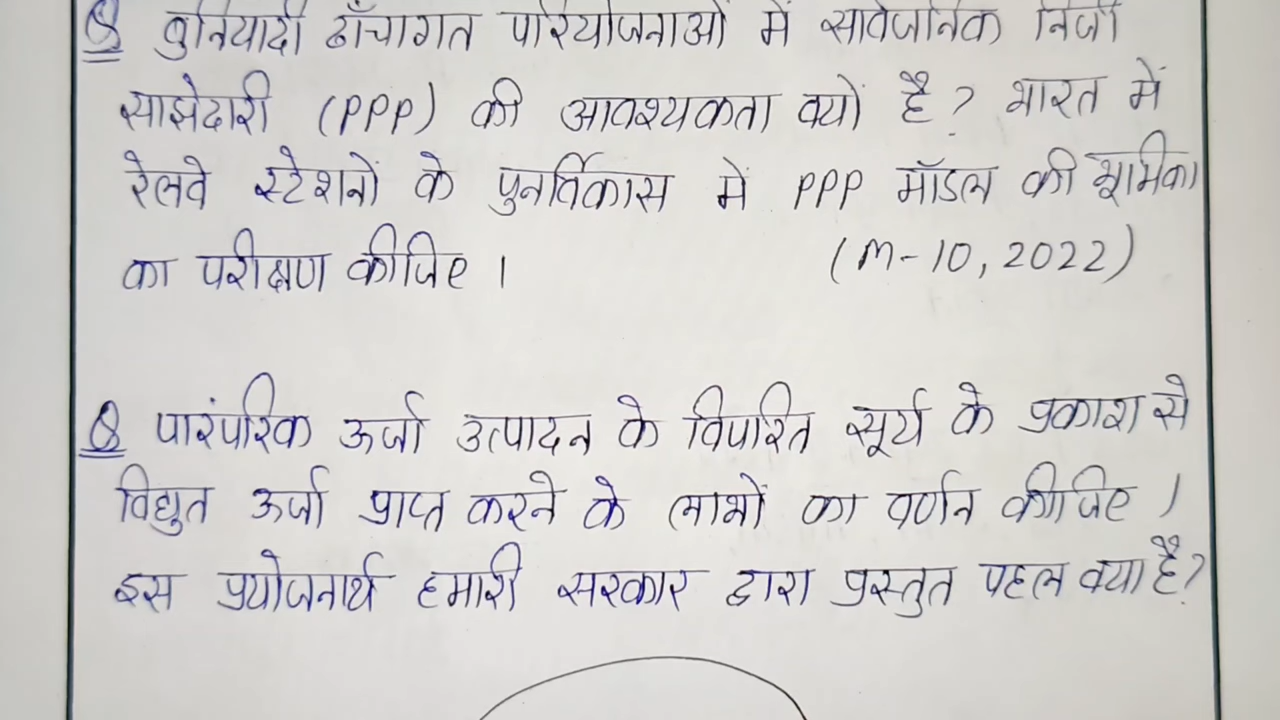 Q बुनियादी ढाँचागत परियोजनाओं में सार्वजनिक निजी
साझेदारी (PPP) की आवश्यकता क्यों है? भारत में
रेलवे स्टेशनों के पुनर्विकास में PPP मॉडल की भूमिका
का परीक्षण कीजिए।
(M-10, 2022)
Q पारंपरिक ऊर्जा उत्पादन के विपरित सूर्य के प्रकाश से
विद्युत ऊर्जा प्राप्त करने के लाभों का वर्णन कीजिए।
इस प्रयोजनार्थ हमारी सरकार द्वारा प्रस्तुत पहल क्या है?